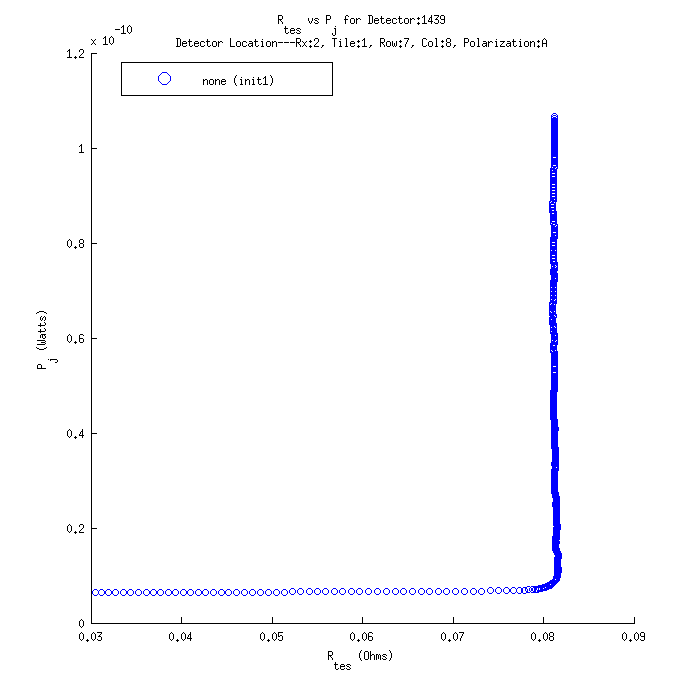 R_tes vs P_j for Detector:1439
Detector Location---Rx:2, Tile:1, Row:7, Col:8, Polarization:A
x 10^-10
none (init1)
1.2
1
0.8
0.6
0.4
0.2
0
P_j (Watts)
0.03 0.04 0.05 0.06 0.07 0.08 0.09
R_tes (Ohms)